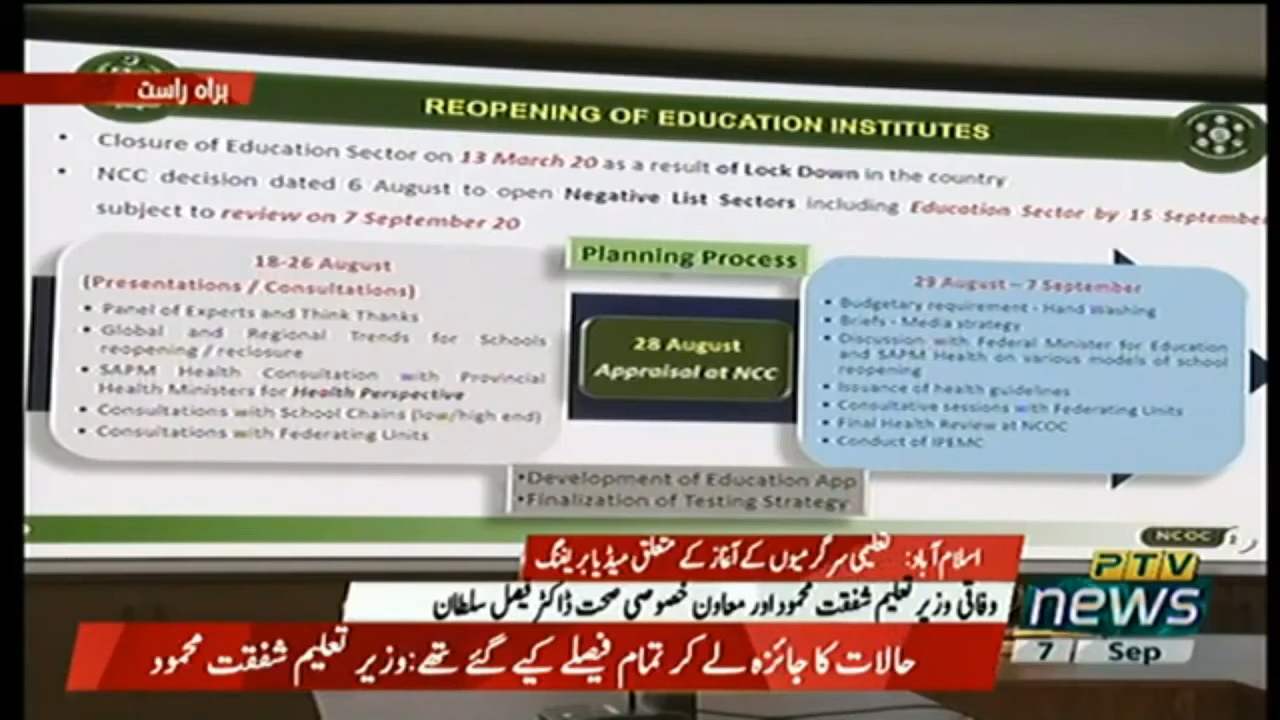 براہ راست
REOPENING OF EDUCATION INSTITUTES
• Closure of Education Sector on 13 March 20 as a result of Lock Down in the country
• NCC decision dated 6 August to open Negative List Sectors including Education Sector by 15 September
subject to review on 7 September 20
Planning Process
18-26 August
(Presentations / Consultations)
• Panel of Experts and Think Thanks
• Global and Regional Trends for Schools
reopening / reclosure
• SAPM Health Consultation with Provincial
Health Ministers for Health Perspective
• Consultations with School Chains (low/high end)
• Consultations with Federating Units
28 August
Appraisal at NCC
29 August – 7 September
• Budgetary requirement - Hand Washing
• Briefs - Media strategy
• Discussion with Federal Minister for Education
and SAPM Health on various models of school
reopening
• Issuance of health guidelines
• Consultative sessions with Federating Units
• Final Health Review at NCOC
• Conduct of IPEMC
•Development of Education App
•Finalization of Testing Strategy
NCOC
اسلام آباد: تعلیمی سرگرمیوں کے آغاز کے متعلق میڈیا بریفنگ
وفاقی وزیر تعلیم شفقت محمود اور معاون خصوصی صحت ڈاکٹر فیصل سلطان
حالات کا جائزہ لے کر تمام فیصلے کیے گئے تھے: وزیر تعلیم شفقت محمود
PTV
news
7 Sep